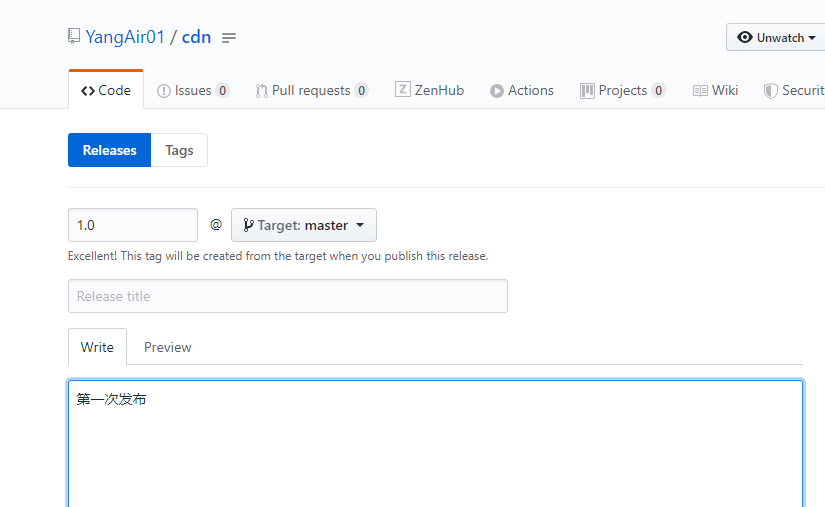 YangAir01 / cdn
Unwatch
Code Issues 0 Pull requests 0 ZenHub Actions Projects 0 Wiki Securit
Releases Tags
1.0 @ Target: master
Excellent! This tag will be created from the target when you publish this release.
Release title
Write Preview
第一次发布